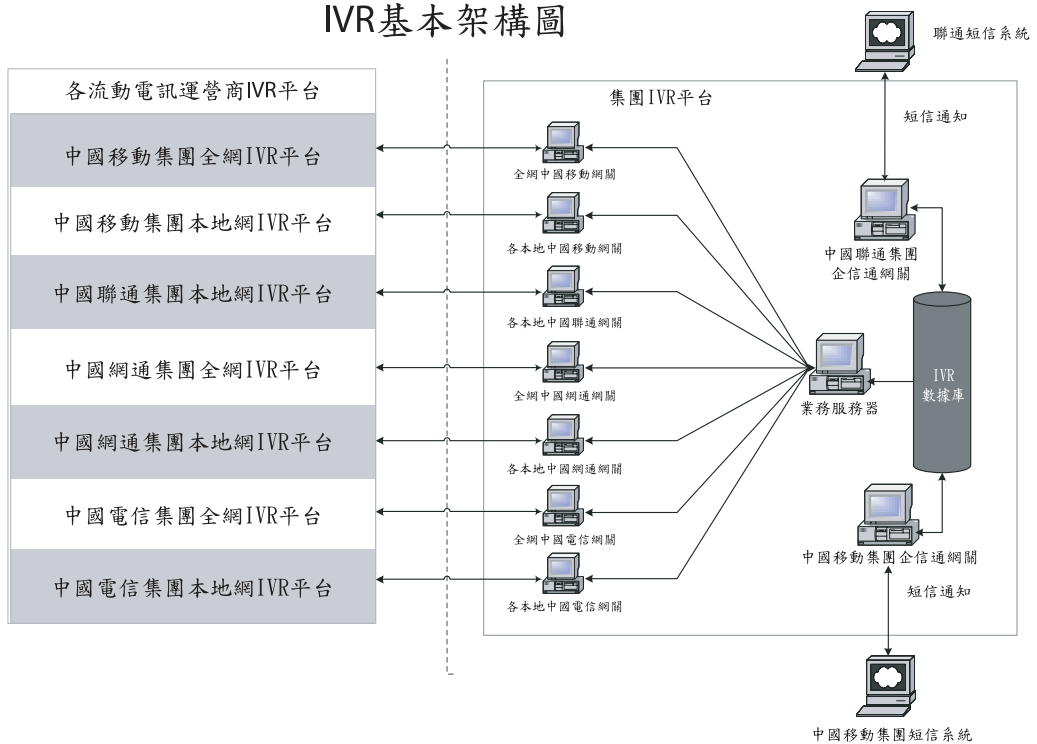 IVR基本架構圖
各流動電訊運營商IVR平台
中國移動集團全網IVR平台
中國移動集團本地網IVR平台
中國聯通集團本地網IVR平台
中國網通集團全網IVR平台
中國網通集團本地網IVR平台
中國電信集團全網IVR平台
中國電信集團本地網IVR平台
集團IVR平台
全網中國移動網關
各本地中國移動網關
各本地中國聯通網關
全網中國網通網關
各本地中國網通網關
全網中國電信網關
各本地中國電信網關
業務服務器
聯通短信系統
短信通知
中國聯通集團
企信通網關
IVR
數據庫
中國移動集團企信通網關
短信通知
中國移動集團短信系統